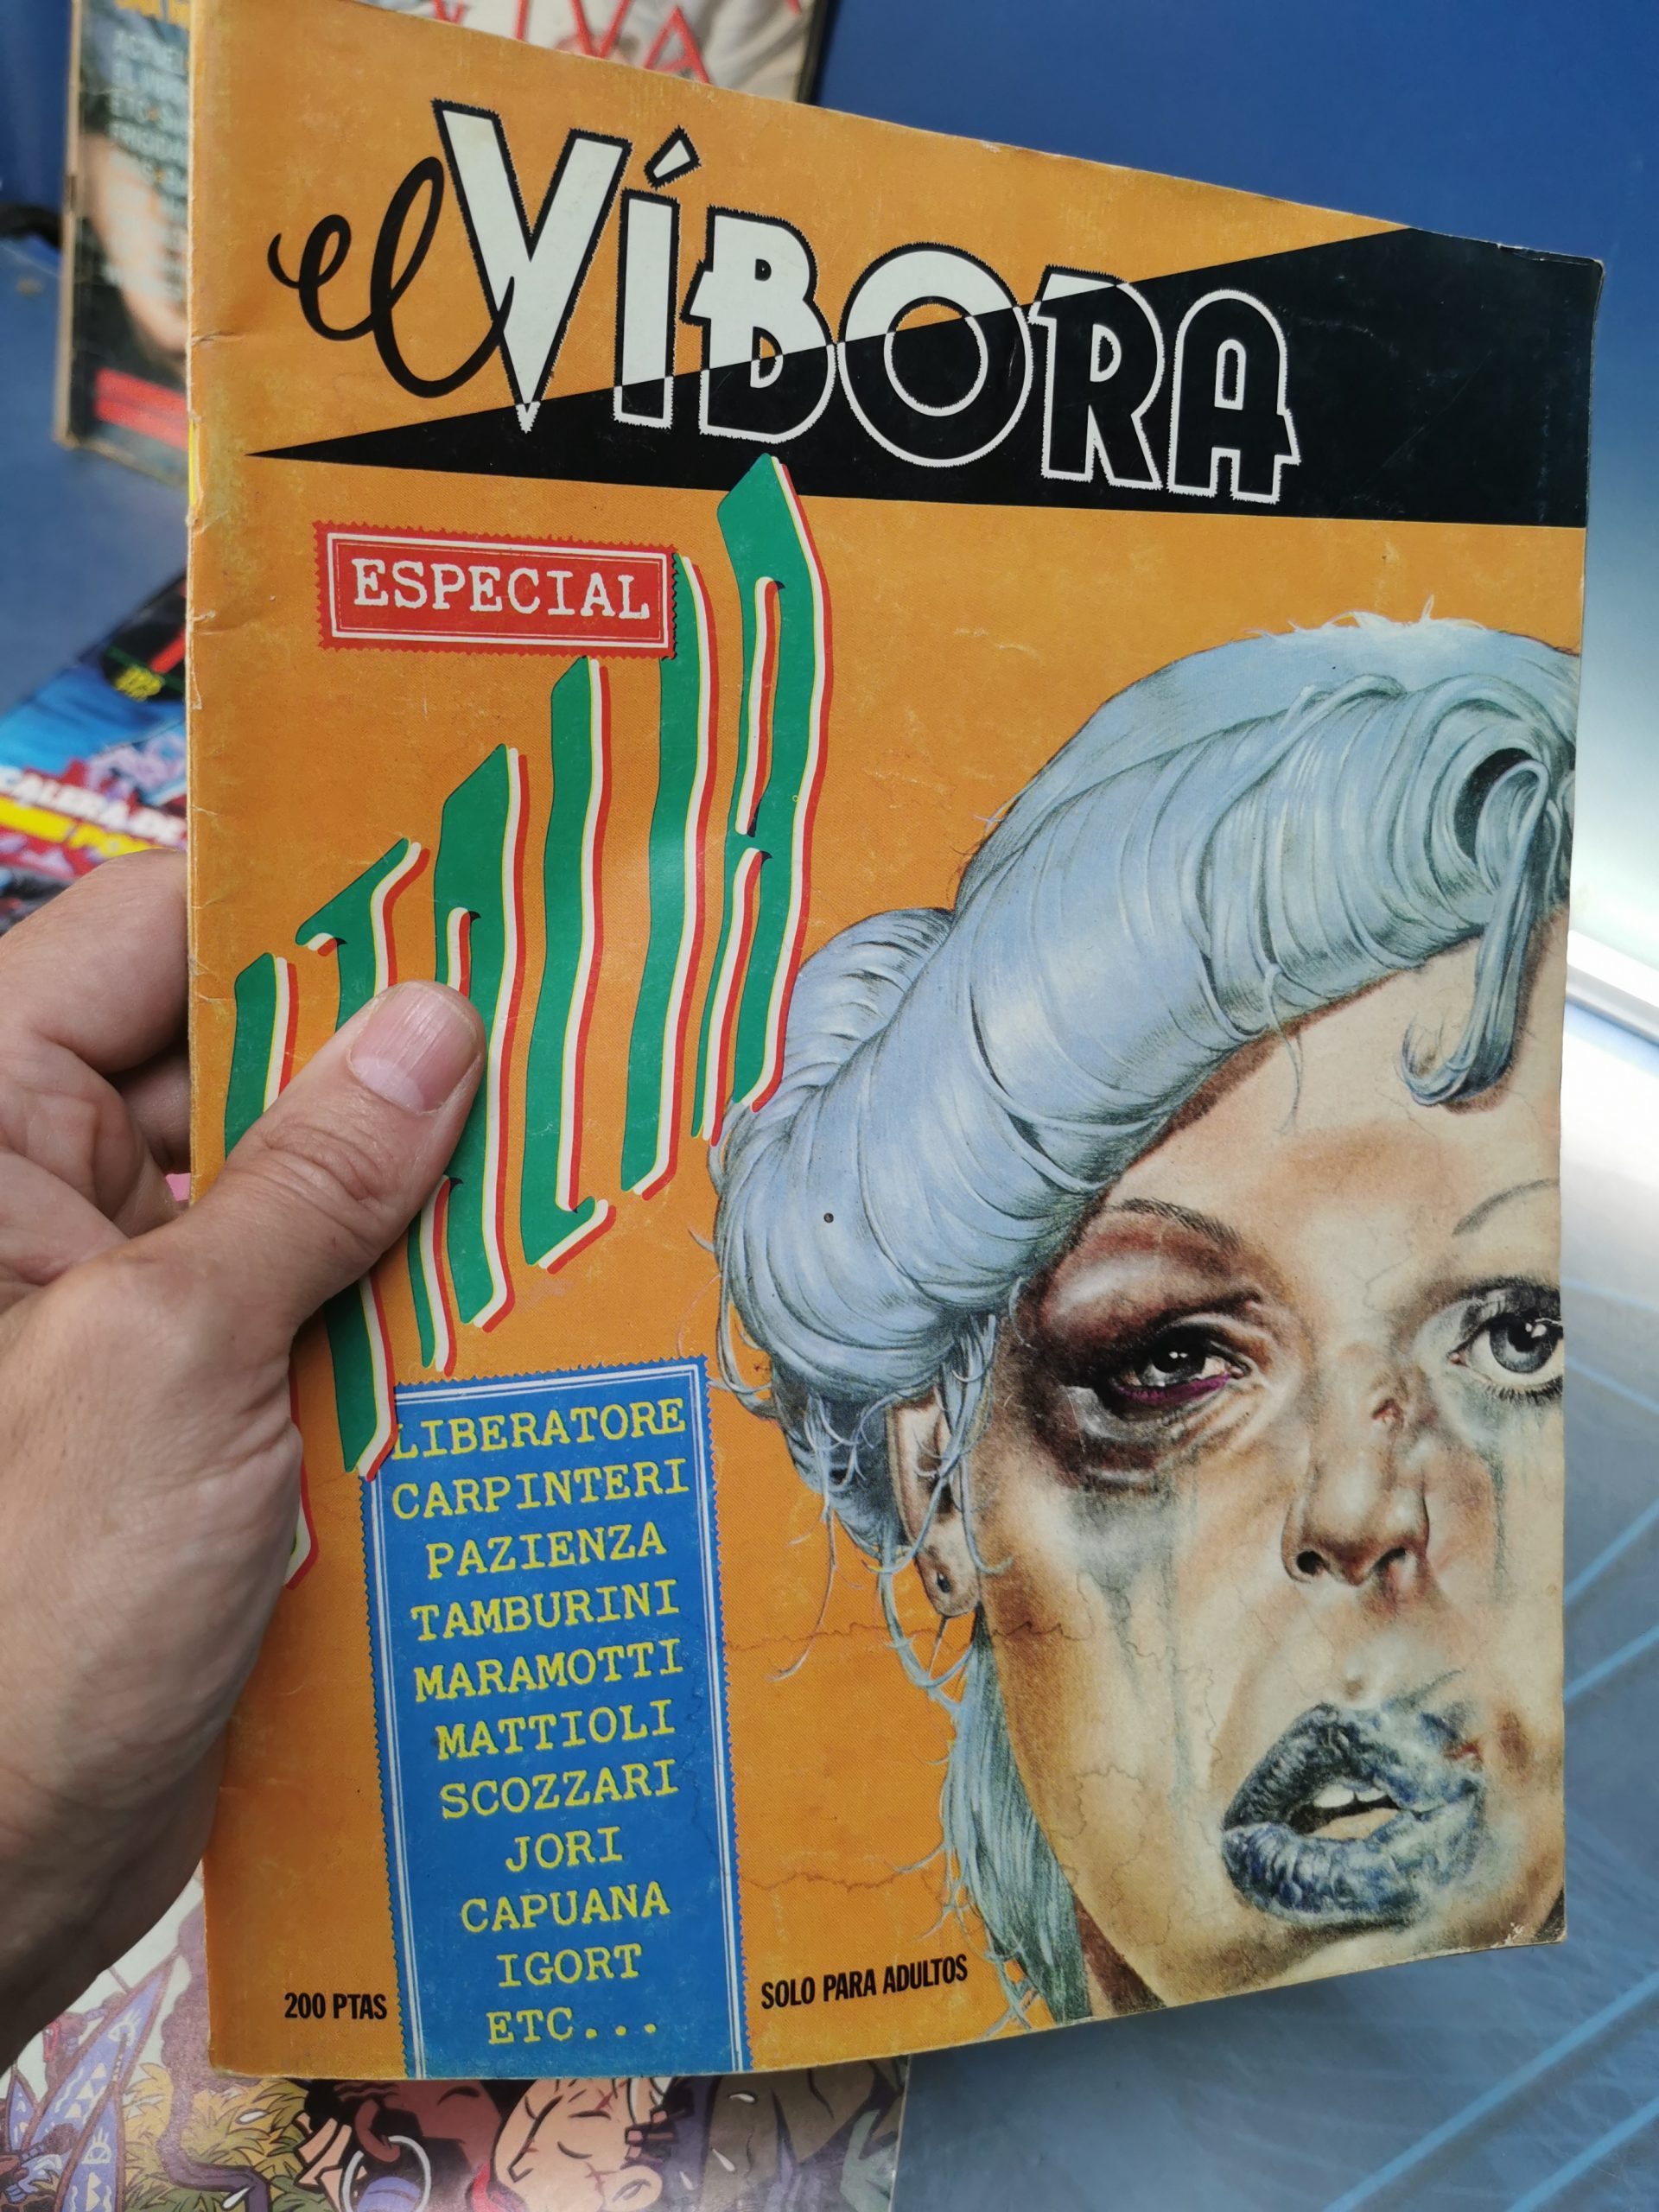 el VÍBORA
ESPECIAL
ITALIA
LIBERATORE
CARPINTERI
PAZIENZA
TAMBURINI
MARAMOTTI
MATTIOLI
SCOZZARI
JORI
CAPUANA
IGORT
ETC...
200 PTAS
SOLO PARA ADULTOS